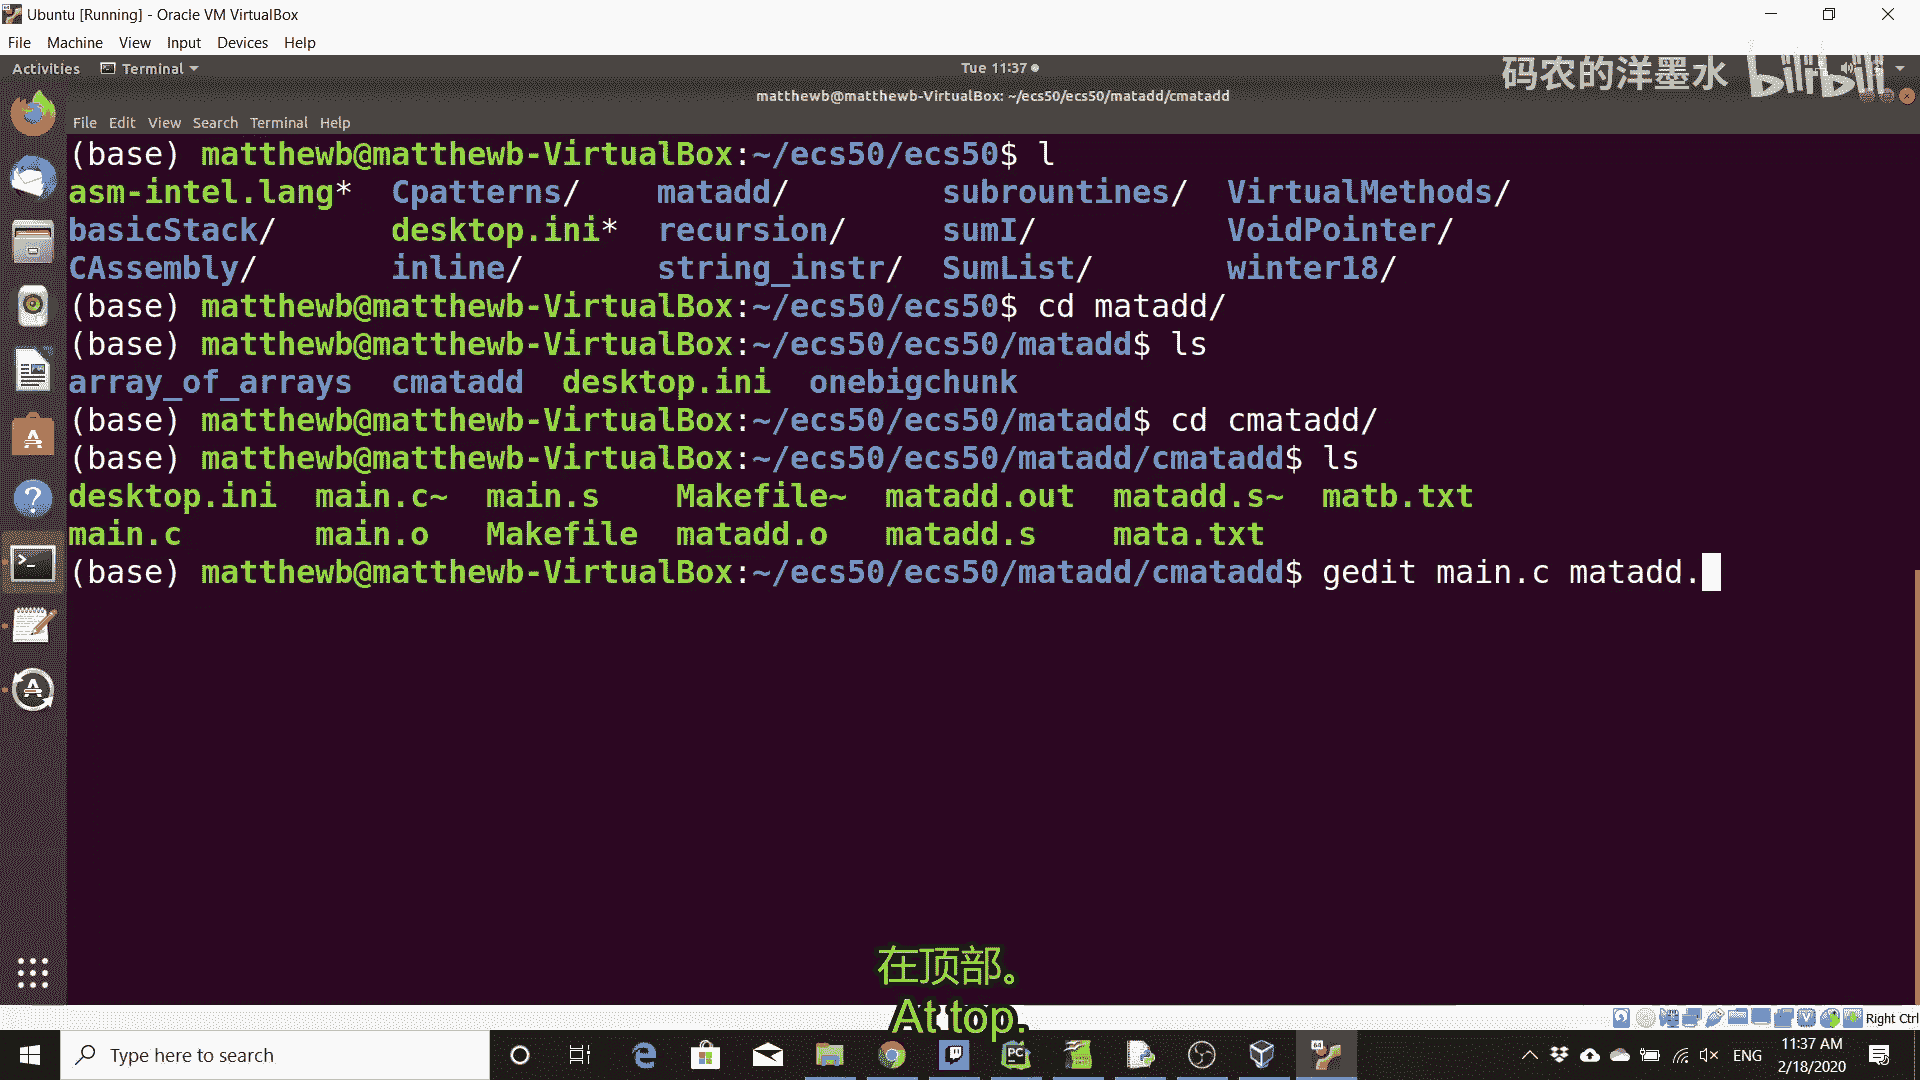 Ubuntu [Running] - Oracle VM VirtualBox
File Machine View Input Devices Help
Activities Terminal Tue 11:37
码农的洋墨水 bilibili
matthewb@matthewb-VirtualBox: ~/ecs50/ecs50/matadd/cmatadd
File Edit View Search Terminal Help
(base) matthewb@matthewb-VirtualBox:~/ecs50/ecs50$ l
asm-intel.lang* Cpatterns/ matadd/ subrountines/ VirtualMethods/
basicStack/ desktop.ini* recursion/ sumI/ VoidPointer/
CAssembly/ inline/ string_instr/ SumList/ winter18/
(base) matthewb@matthewb-VirtualBox:~/ecs50/ecs50$ cd matadd/
(base) matthewb@matthewb-VirtualBox:~/ecs50/ecs50/matadd$ ls
array_of_arrays cmatadd desktop.ini onebigchunk
(base) matthewb@matthewb-VirtualBox:~/ecs50/ecs50/matadd$ cd cmatadd/
(base) matthewb@matthewb-VirtualBox:~/ecs50/ecs50/matadd/cmatadd$ ls
desktop.ini main.c~ main.s Makefile~ matadd.out matadd.s~ matb.txt
main.c main.o Makefile matadd.o matadd.s mata.txt
(base) matthewb@matthewb-VirtualBox:~/ecs50/ecs50/matadd/cmatadd$ gedit main.c matadd.
在顶部。
At top.
Right Ctrl
Type here to search
ENG
11:37 AM
2/18/2020